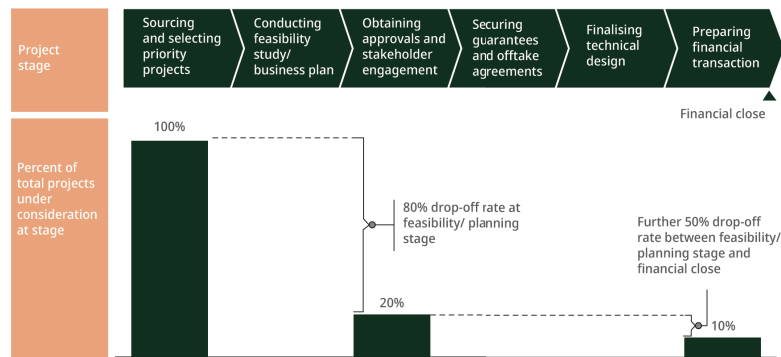 Project
stage
Sourcing
and selecting
priority
projects
Conducting
feasibility
study/
business plan
Obtaining
approvals and
stakeholder
engagement
Securing
guarantees
and offtake
agreements
Finalising
technical
design
Preparing
financial
transaction
Financial close
Percent of
total projects
under
consideration
at stage
100%
80% drop-off rate at
feasibility/ planning
stage
20%
Further 50% drop-off
rate between feasibility/
planning stage and
financial close
10%